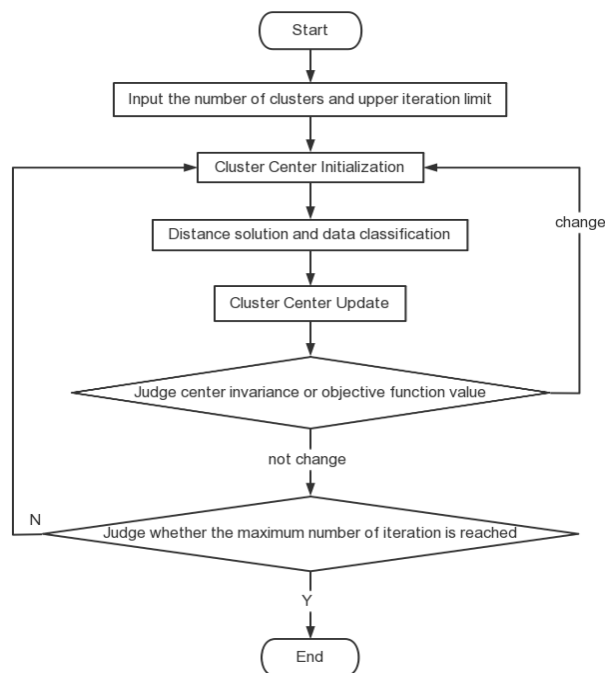 Start
Input the number of clusters and upper iteration limit
Cluster Center Initialization
change
Distance solution and data classification
Cluster Center Update
Judge center invariance or objective function value
not change
N
Judge whether the maximum number of iteration is reached
Y
End